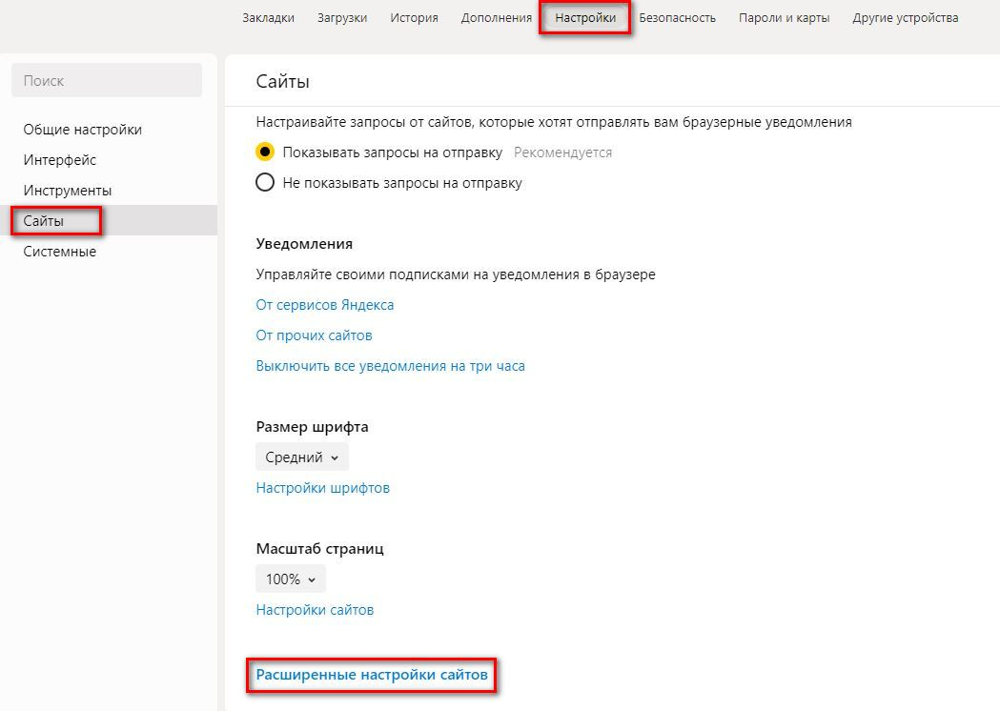 Закладки Загрузки История Дополнения Настройки Безопасность Пароли и карты Другие устройства
Поиск
Общие настройки
Интерфейс
Инструменты
Сайты
Системные
Сайты
Настраивайте запросы от сайтов, которые хотят отправлять вам браузерные уведомления
Показывать запросы на отправку Рекомендуется
Не показывать запросы на отправку
Уведомления
Управляйте своими подписками на уведомления в браузере
От сервисов Яндекса
От прочих сайтов
Выключить все уведомления на три часа
Размер шрифта
Средний
Настройки шрифтов
Масштаб страниц
100%
Настройки сайтов
Расширенные настройки сайтов